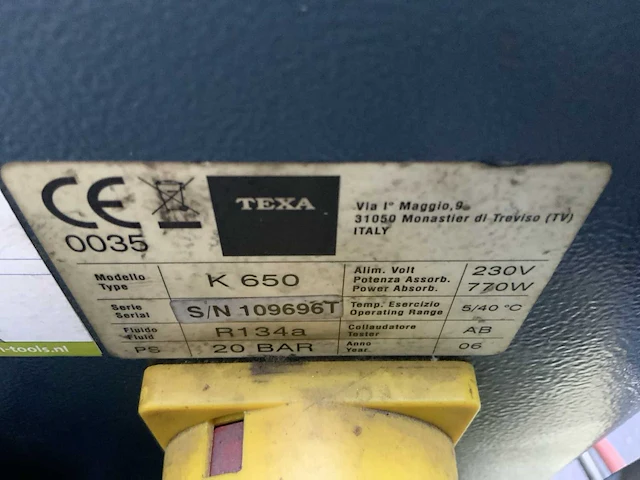 CE
0035
TEXA
Via I° Maggio,9
31050 Monastier di Treviso (TV)
ITALY
Modello
Type
K 650
Alim. Volt
Potenza Assorb.
Power Absorb.
230V
770W
Serie
Serial
S/N 109696T
Temp. Esercizio
Operating Range
5/40 °C
Fluido
Fluid
R134a
Collaudatore
Tester
AB
PS
20 BAR
Anno
Year.
06
-tools.nl